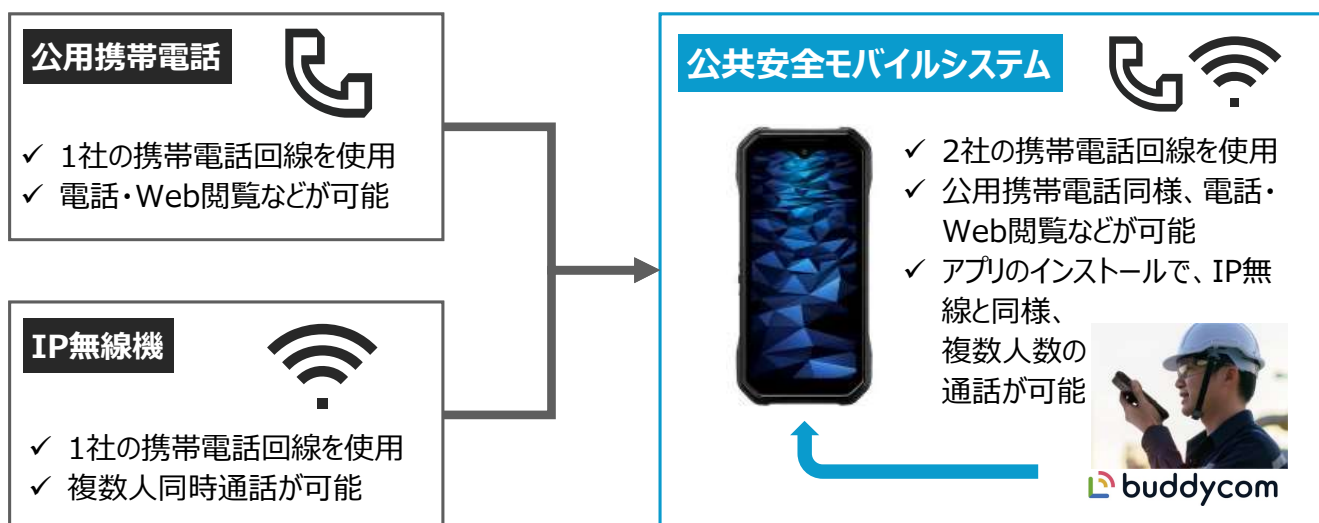 公用携帯電話
✓ 1社の携帯電話回線を使用
✓ 電話・Web閲覧などが可能
IP無線機
✓ 1社の携帯電話回線を使用
✓ 複数人同時通話が可能
公共安全モバイルシステム
✓ 2社の携帯電話回線を使用
✓ 公用携帯電話同様、電話・
Web閲覧などが可能
✓ アプリのインストールで、IP無
線と同様、
複数人数の
通話が可能
buddycom